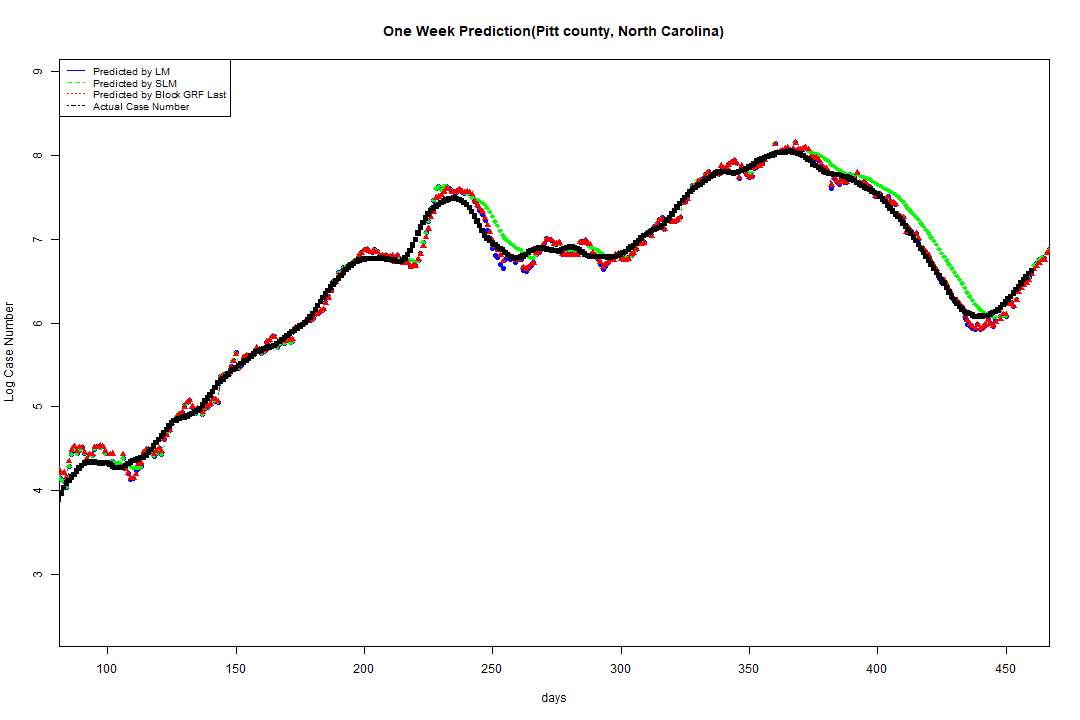 One Week Prediction(Pitt county, North Carolina)
Predicted by LM
Predicted by SLM
Predicted by Block GRF Last
Actual Case Number
9
8
7
6
5
4
3
Log Case Number
100 150 200 250 300 350 400 450
days